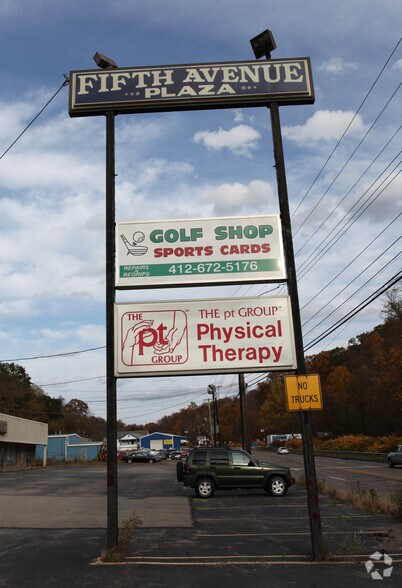 FIFTH AVENUE
PLAZA
GOLF SHOP
SPORTS CARDS
REPAIRS &
REGRIPS
412-672-5176
THE
pt
GROUP
THE pt GROUP™
Physical
Therapy
NO
TRUCKS